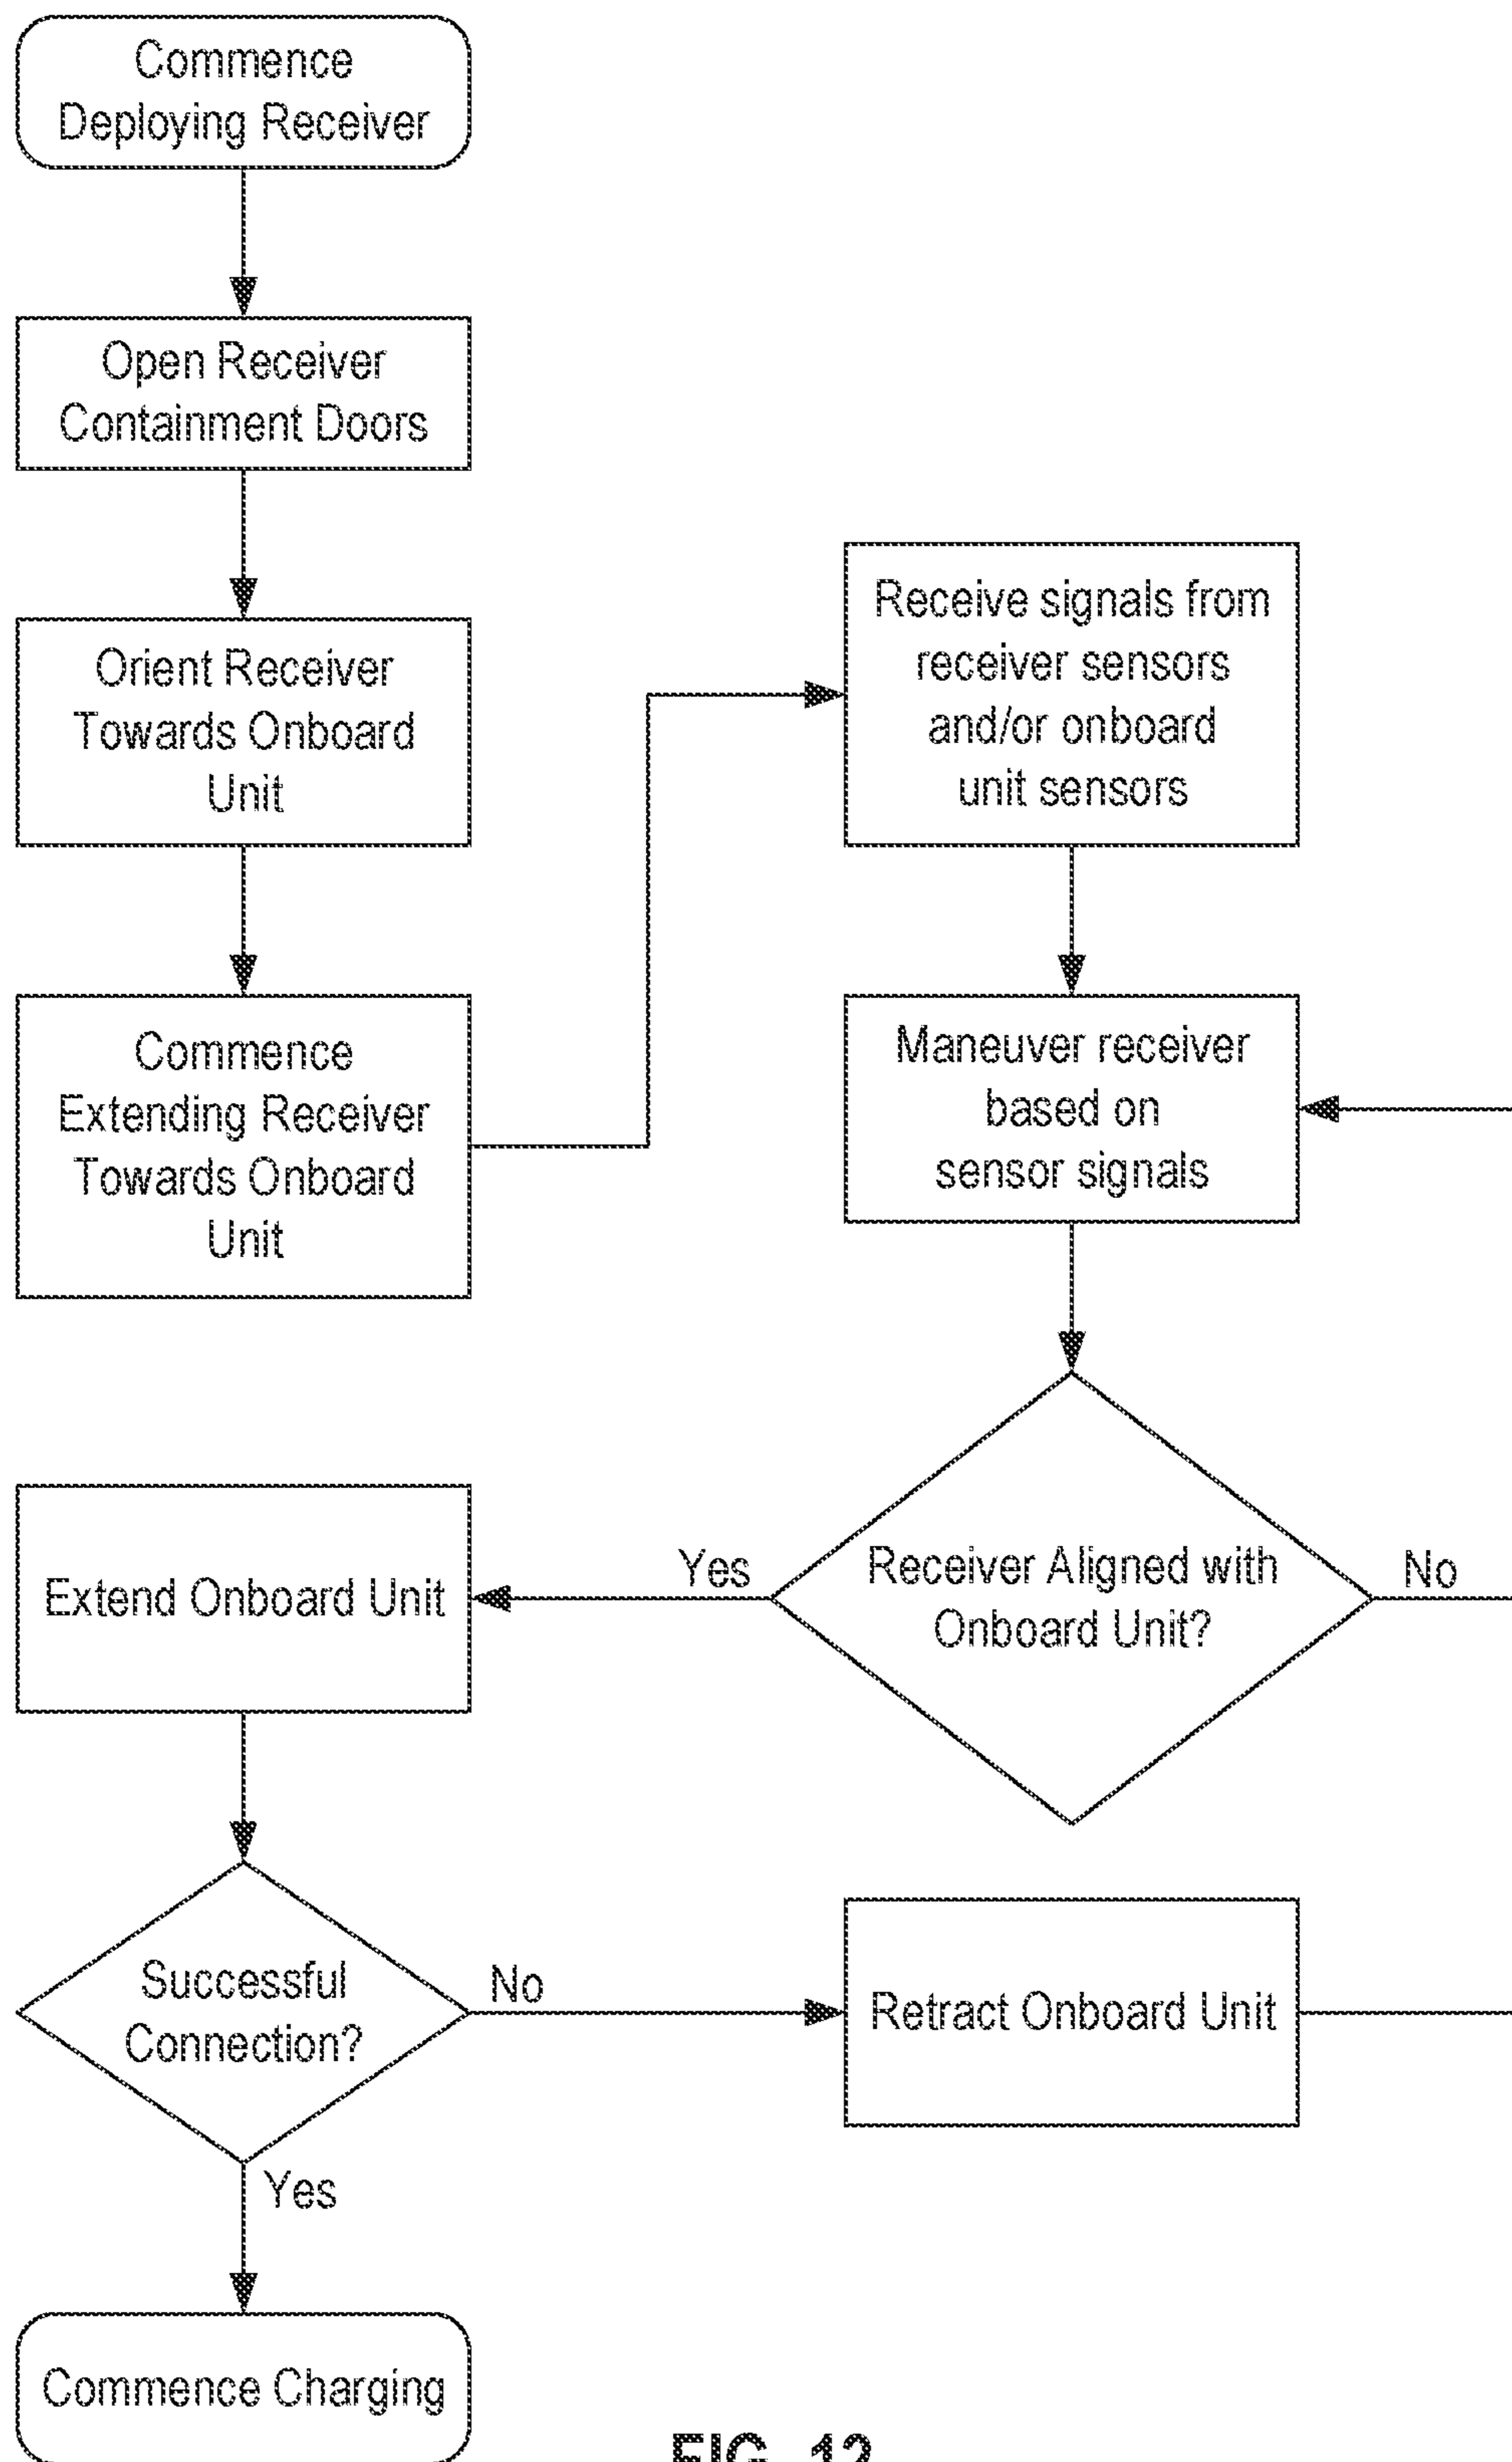 Commence
Deploying Receiver
Open Receiver
Containment Doors
Orient Receiver
Towards Onboard
Unit
Commence
Extending Receiver
Towards Onboard
Unit
Receive signals from
receiver sensors
and/or onboard
unit sensors
Maneuver receiver
based on
sensor signals
Receiver Aligned with
Onboard Unit?
Yes
No
Extend Onboard Unit
Successful
Connection?
No
Yes
Retract Onboard Unit
Commence Charging
FIG. 12